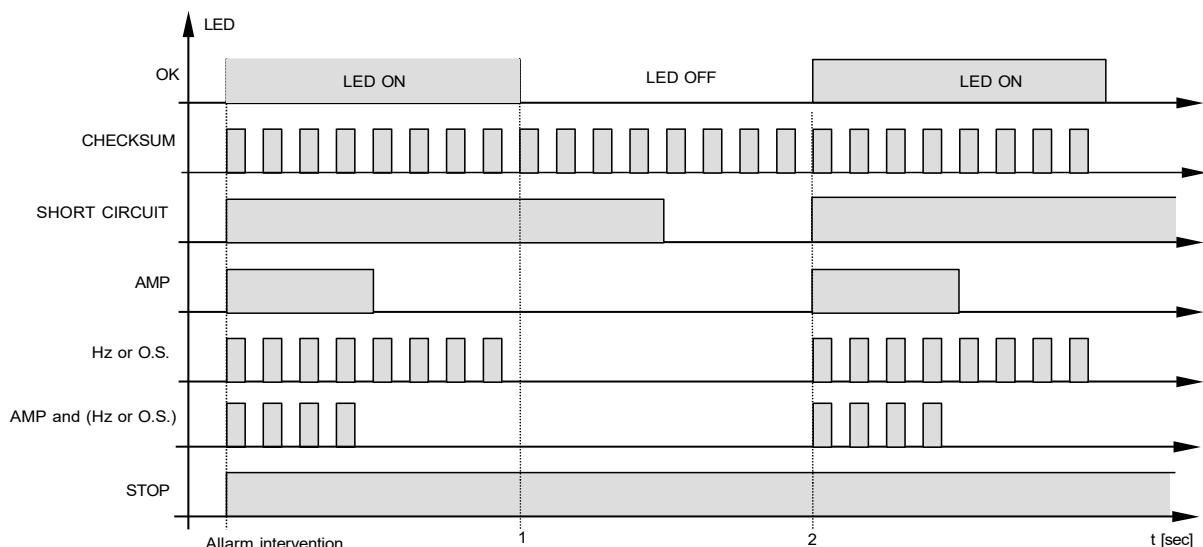 LED
OK
LED ON
LED OFF
LED ON
CHECKSUM
SHORT CIRCUIT
AMP
Hz or O.S.
AMP and (Hz or O.S.)
STOP
Allarm intervention
1
2
t [sec]